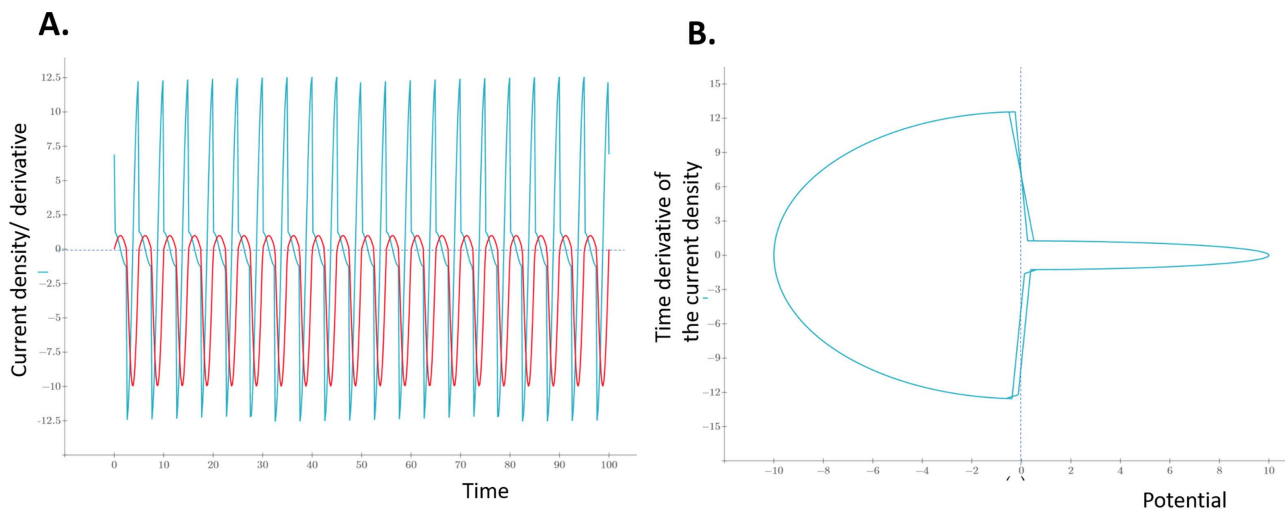 A.
12.5
10
7.5
5
2.5
0
−2.5
−5
−7.5
−10
-12.5
0 10 20 30 40 50 60 70 80 90 100
Current density/ derivative
Time
B.
15
12
9
6
3
0
−3
−6
−9
−12
−15
−10 −8 −6 −4 −2 0 2 4 6 8 10
Time derivative of
the current density
Potential